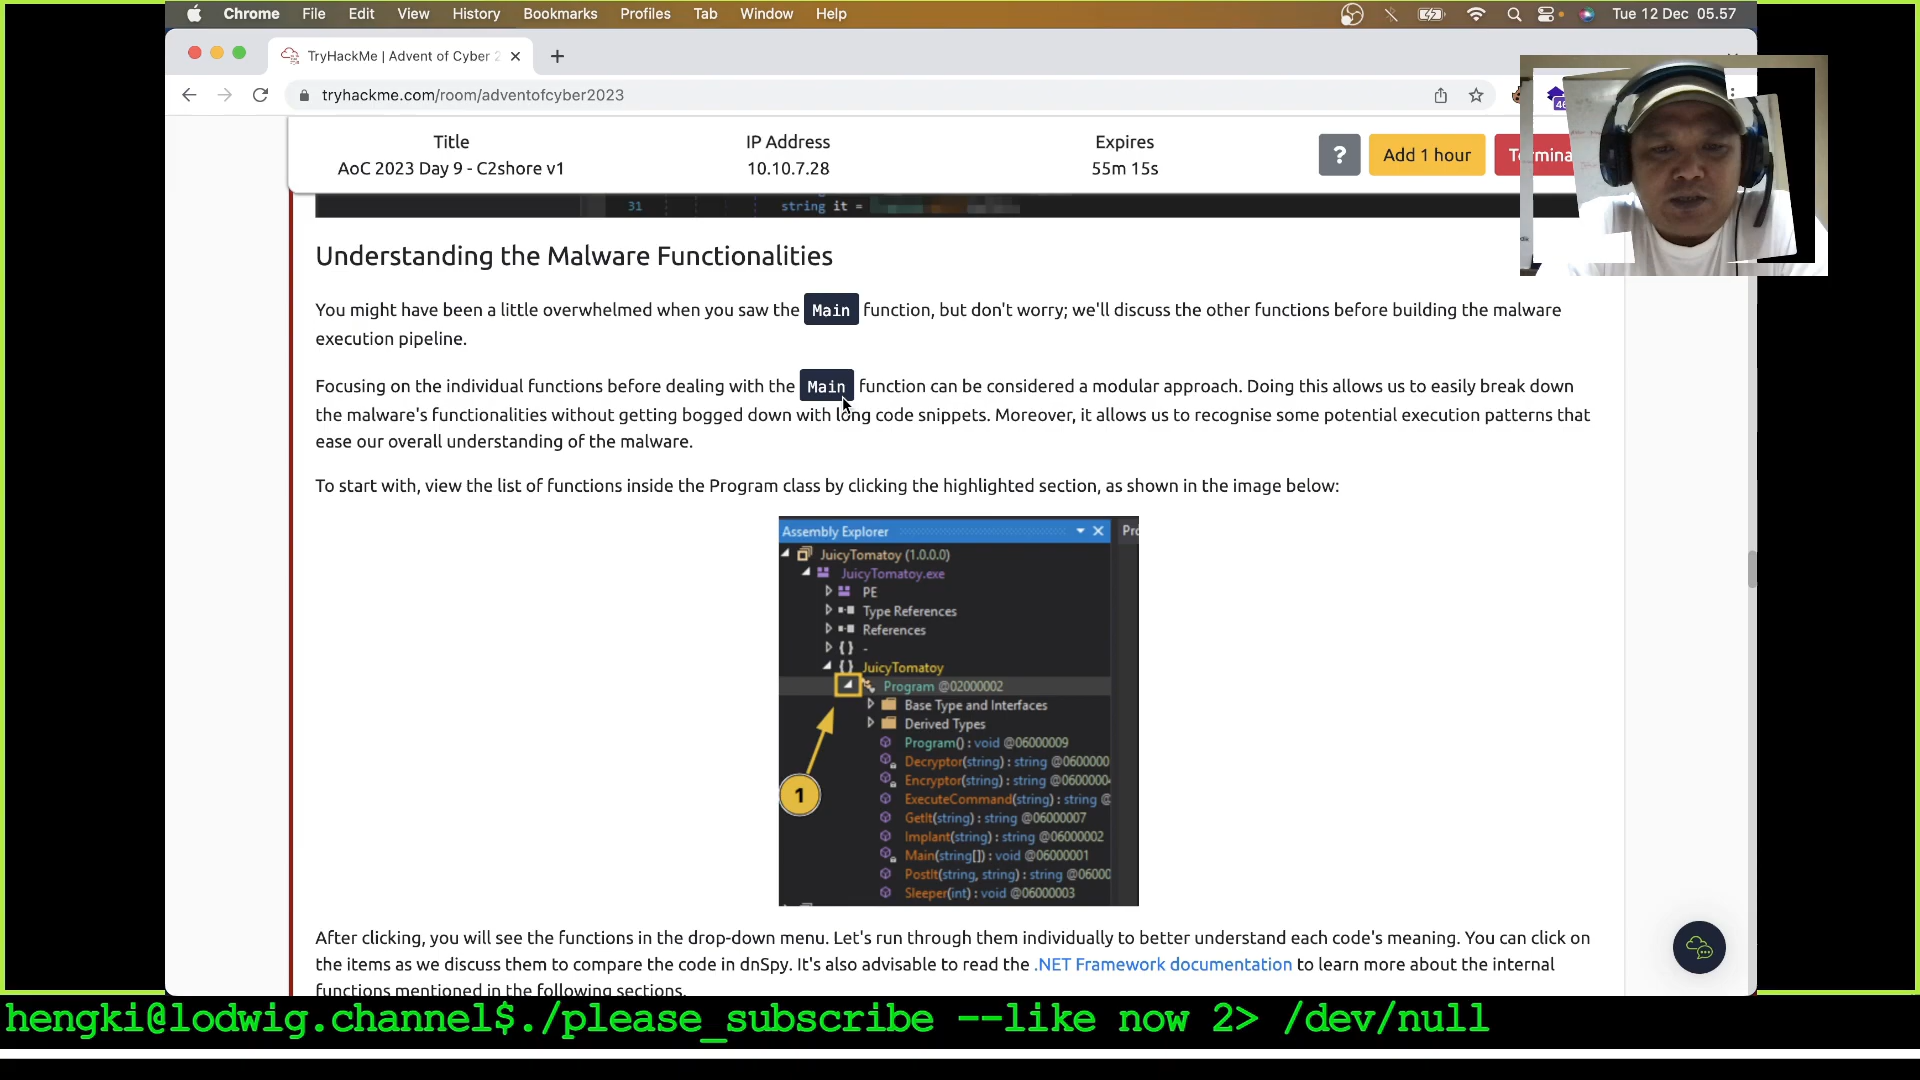 Chrome File Edit View History Bookmarks Profiles Tab Window Help Tue 12 Dec 05.57
TryHackMe | Advent of Cyber 2
tryhackme.com/room/adventofcyber2023
46
Title IP Address Expires
AoC 2023 Day 9 - C2shore v1 10.10.7.28 55m 15s ? Add 1 hour Termina
31 string it =
Understanding the Malware Functionalities
You might have been a little overwhelmed when you saw the Main function, but don't worry; we'll discuss the other functions before building the malware
execution pipeline.
Focusing on the individual functions before dealing with the Main function can be considered a modular approach. Doing this allows us to easily break down
the malware's functionalities without getting bogged down with long code snippets. Moreover, it allows us to recognise some potential execution patterns that
ease our overall understanding of the malware.
To start with, view the list of functions inside the Program class by clicking the highlighted section, as shown in the image below:
Assembly Explorer Pro
JuicyTomatoy (1.0.0.0)
JuicyTomatoy.exe
PE
Type References
References
{ } -
{ } JuicyTomatoy
Program @02000002
Base Type and Interfaces
Derived Types
Program() : void @06000009
Decryptor(string) : string @0600000
Encryptor(string) : string @0600000
1
ExecuteCommand(string) : string @
GetIt(string) : string @06000007
Implant(string) : string @06000002
Main(string[]) : void @06000001
PostIt(string, string) : string @06000
Sleeper(int) : void @06000003
After clicking, you will see the functions in the drop-down menu. Let's run through them individually to better understand each code's meaning. You can click on
the items as we discuss them to compare the code in dnSpy. It's also advisable to read the .NET Framework documentation to learn more about the internal
functions mentioned in the following sections.
hengki@lodwig.channel$./please_subscribe --like now 2> /dev/null